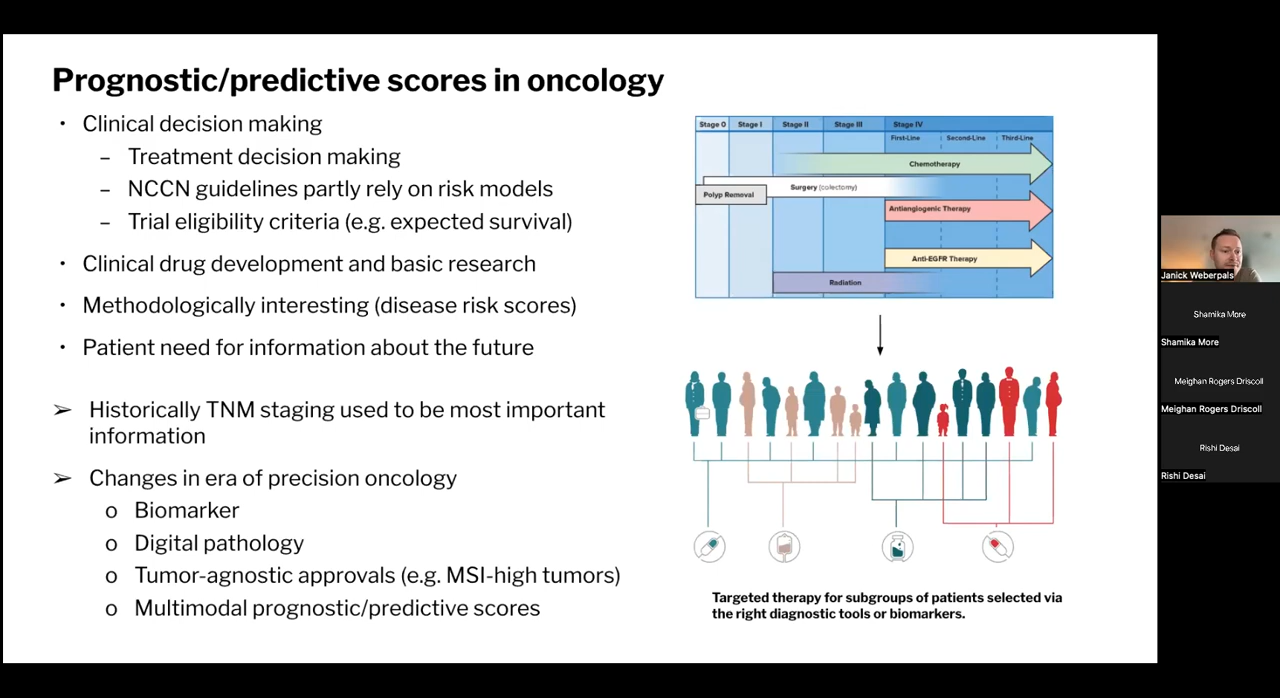 Prognostic/predictive scores in oncology
• Clinical decision making
– Treatment decision making
– NCCN guidelines partly rely on risk models
– Trial eligibility criteria (e.g. expected survival)
• Clinical drug development and basic research
• Methodologically interesting (disease risk scores)
• Patient need for information about the future
➢ Historically TNM staging used to be most important
information
➢ Changes in era of precision oncology
o Biomarker
o Digital pathology
o Tumor-agnostic approvals (e.g. MSI-high tumors)
o Multimodal prognostic/predictive scores
Stage 0 Stage I Stage II Stage III Stage IV
First-Line Second-Line Third-Line
Chemotherapy
Surgery (colectomy)
Polyp Removal
Antiangiogenic Therapy
Anti-EGFR Therapy
Radiation
Targeted therapy for subgroups of patients selected via
the right diagnostic tools or biomarkers.
Janick Weberpals
Shamika More
Shamika More
Meighan Rogers Driscoll
Meighan Rogers Driscoll
Rishi Desai
Rishi Desai